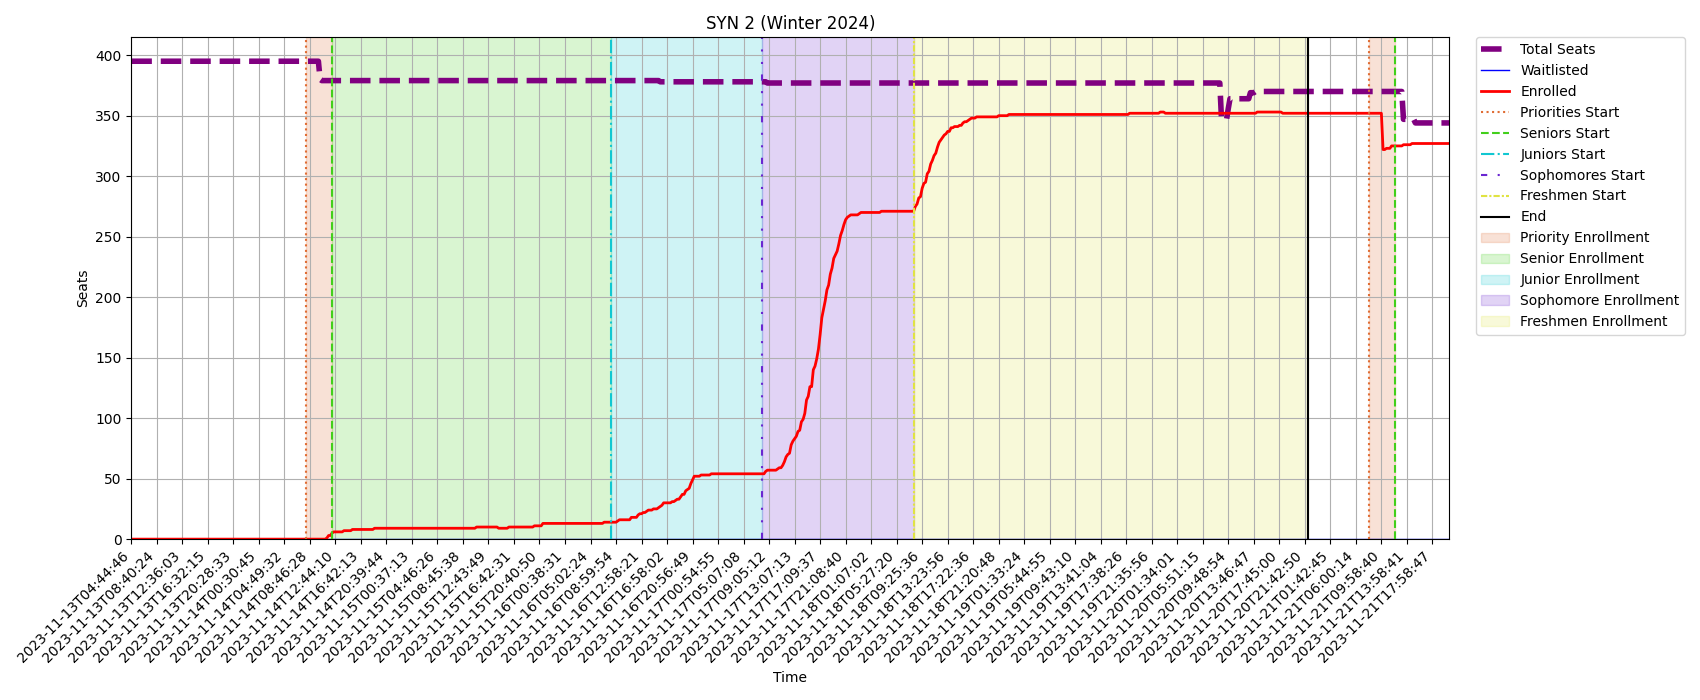 SYN 2 (Winter 2024)
400
350
300
250
200
150
100
50
0
Seats
2023-11-13T04:44:46
2023-11-13T08:40:24
2023-11-13T12:36:03
2023-11-13T16:32:15
2023-11-13T20:28:33
2023-11-14T00:30:45
2023-11-14T04:49:32
2023-11-14T08:46:28
2023-11-14T12:44:10
2023-11-14T16:42:13
2023-11-14T20:39:44
2023-11-15T00:37:13
2023-11-15T04:46:26
2023-11-15T08:45:38
2023-11-15T12:43:49
2023-11-15T16:42:31
2023-11-15T20:40:50
2023-11-16T00:38:31
2023-11-16T05:02:24
2023-11-16T08:59:54
2023-11-16T12:58:21
2023-11-16T16:58:02
2023-11-16T20:56:49
2023-11-17T00:54:55
2023-11-17T05:07:08
2023-11-17T09:05:12
2023-11-17T13:07:13
2023-11-17T17:09:37
2023-11-17T21:08:40
2023-11-18T01:07:02
2023-11-18T05:27:20
2023-11-18T09:25:36
2023-11-18T13:23:56
2023-11-18T17:22:36
2023-11-18T21:20:48
2023-11-19T01:33:24
2023-11-19T05:44:55
2023-11-19T09:43:10
2023-11-19T13:41:04
2023-11-19T17:38:26
2023-11-19T21:35:56
2023-11-20T01:34:01
2023-11-20T05:51:15
2023-11-20T09:48:54
2023-11-20T13:46:47
2023-11-20T17:45:00
2023-11-20T21:42:50
2023-11-21T01:42:45
2023-11-21T06:00:14
2023-11-21T09:58:40
2023-11-21T13:58:41
2023-11-21T17:58:47
Time
Total Seats
Waitlisted
Enrolled
Priorities Start
Seniors Start
Juniors Start
Sophomores Start
Freshmen Start
End
Priority Enrollment
Senior Enrollment
Junior Enrollment
Sophomore Enrollment
Freshmen Enrollment